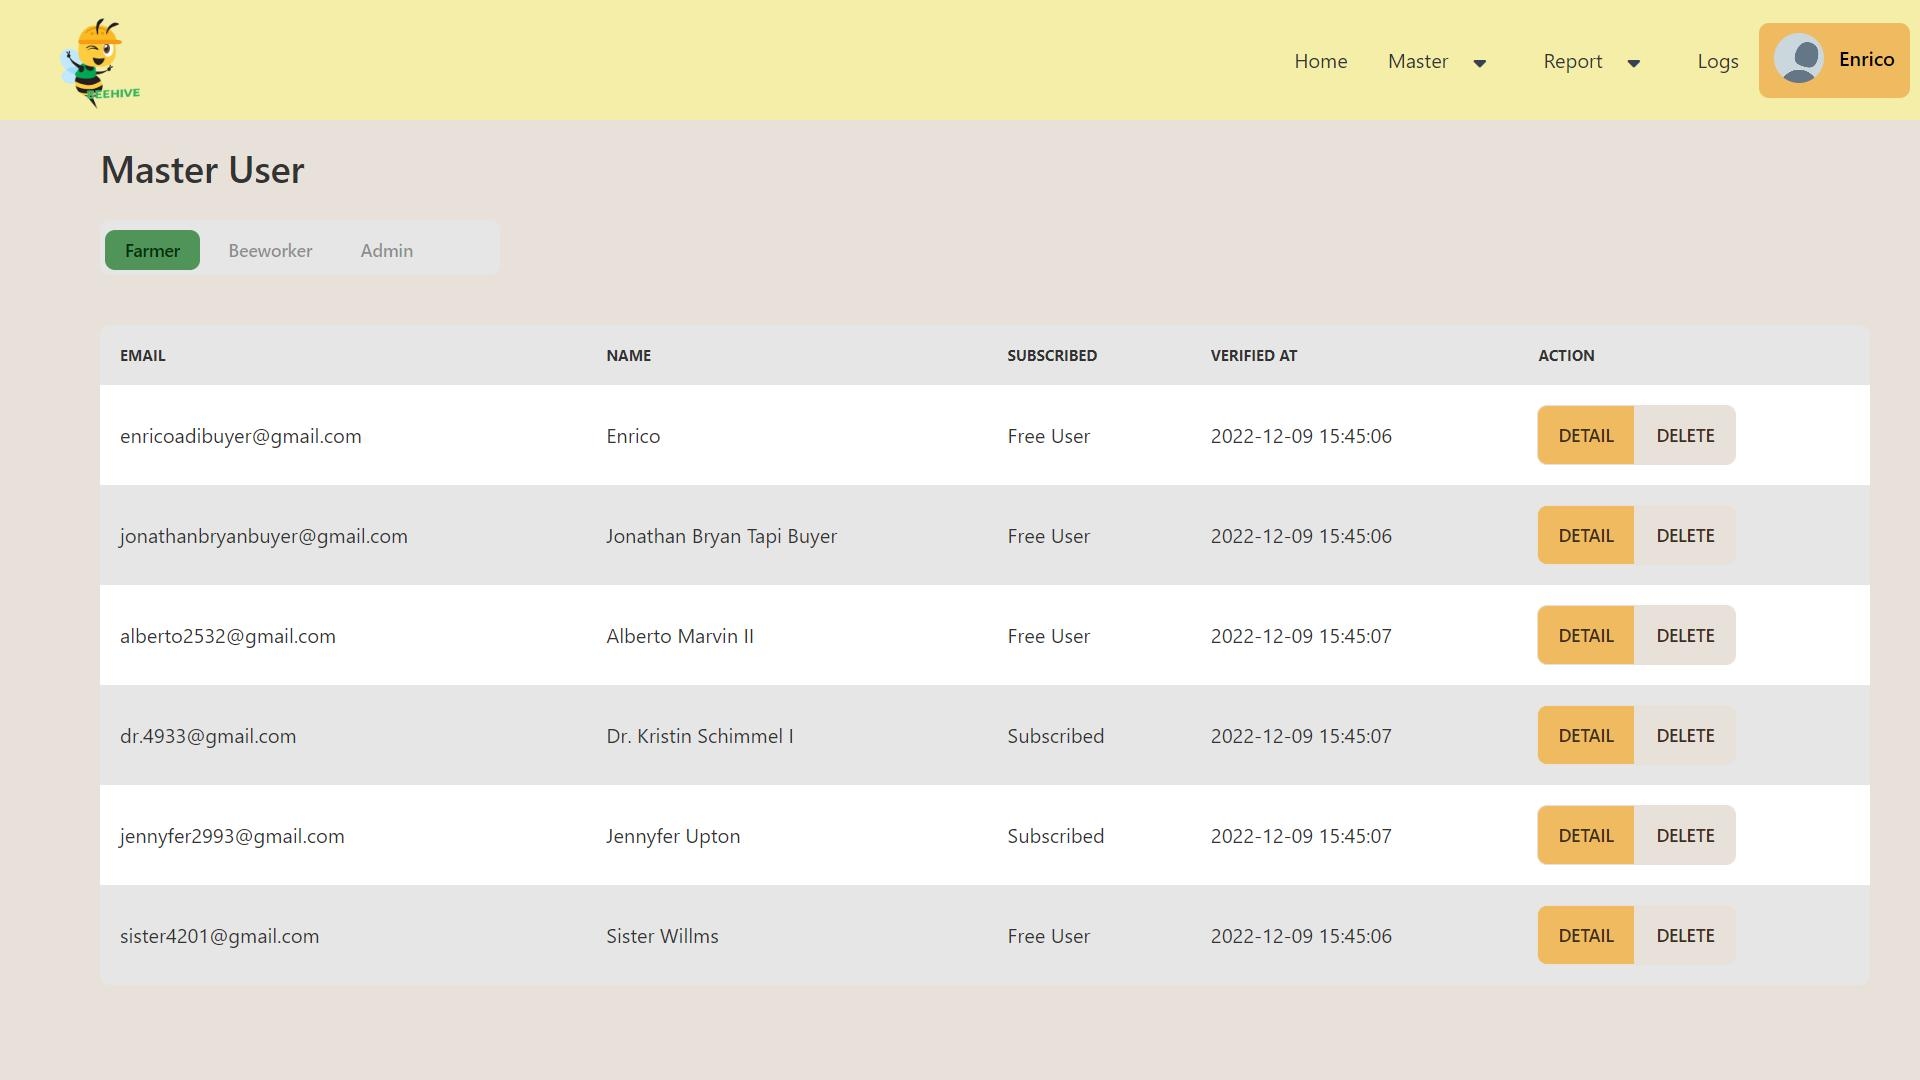 BEEHIVE
Home Master Report Logs Enrico
Master User
Farmer Beeworker Admin
EMAIL NAME SUBSCRIBED VERIFIED AT ACTION
enricoadibuyer@gmail.com Enrico Free User 2022-12-09 15:45:06 DETAIL DELETE
jonathanbryanbuyer@gmail.com Jonathan Bryan Tapi Buyer Free User 2022-12-09 15:45:06 DETAIL DELETE
alberto2532@gmail.com Alberto Marvin II Free User 2022-12-09 15:45:07 DETAIL DELETE
dr.4933@gmail.com Dr. Kristin Schimmel I Subscribed 2022-12-09 15:45:07 DETAIL DELETE
jennyfer2993@gmail.com Jennyfer Upton Subscribed 2022-12-09 15:45:07 DETAIL DELETE
sister4201@gmail.com Sister Willms Free User 2022-12-09 15:45:06 DETAIL DELETE